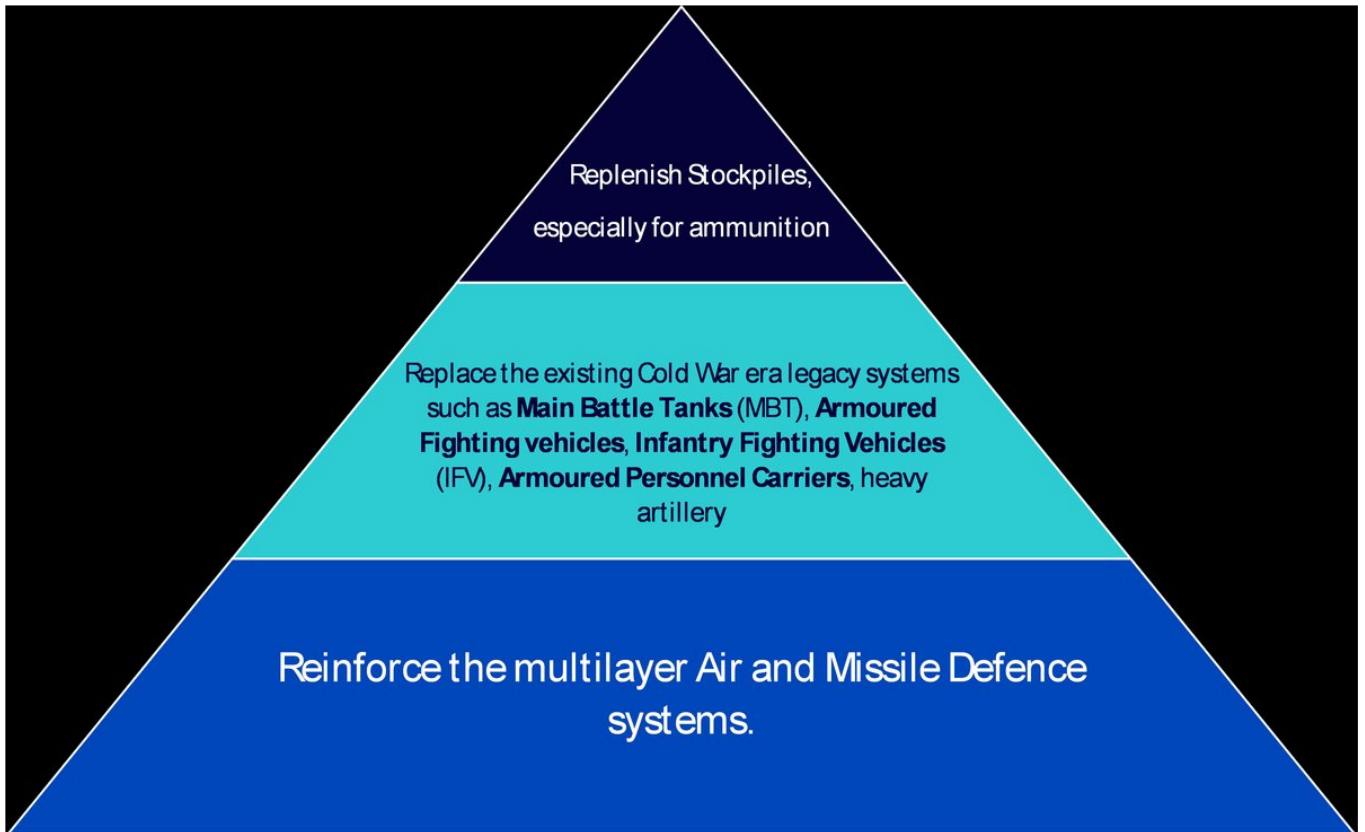 Replenish Stockpiles,
especially for ammunition
Replace the existing Cold War era legacy systems
such as Main Battle Tanks (MBT), Armoured
Fighting vehicles, Infantry Fighting Vehicles
(IFV), Armoured Personnel Carriers, heavy
artillery
Reinforce the multilayer Air and Missile Defence
systems.